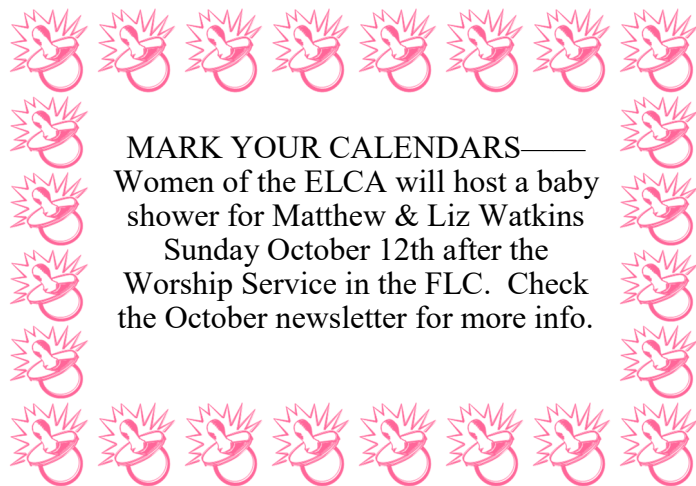 MARK YOUR CALENDARS——
Women of the ELCA will host a baby
shower for Matthew & Liz Watkins
Sunday October 12th after the
Worship Service in the FLC.  Check
the October newsletter for more info.